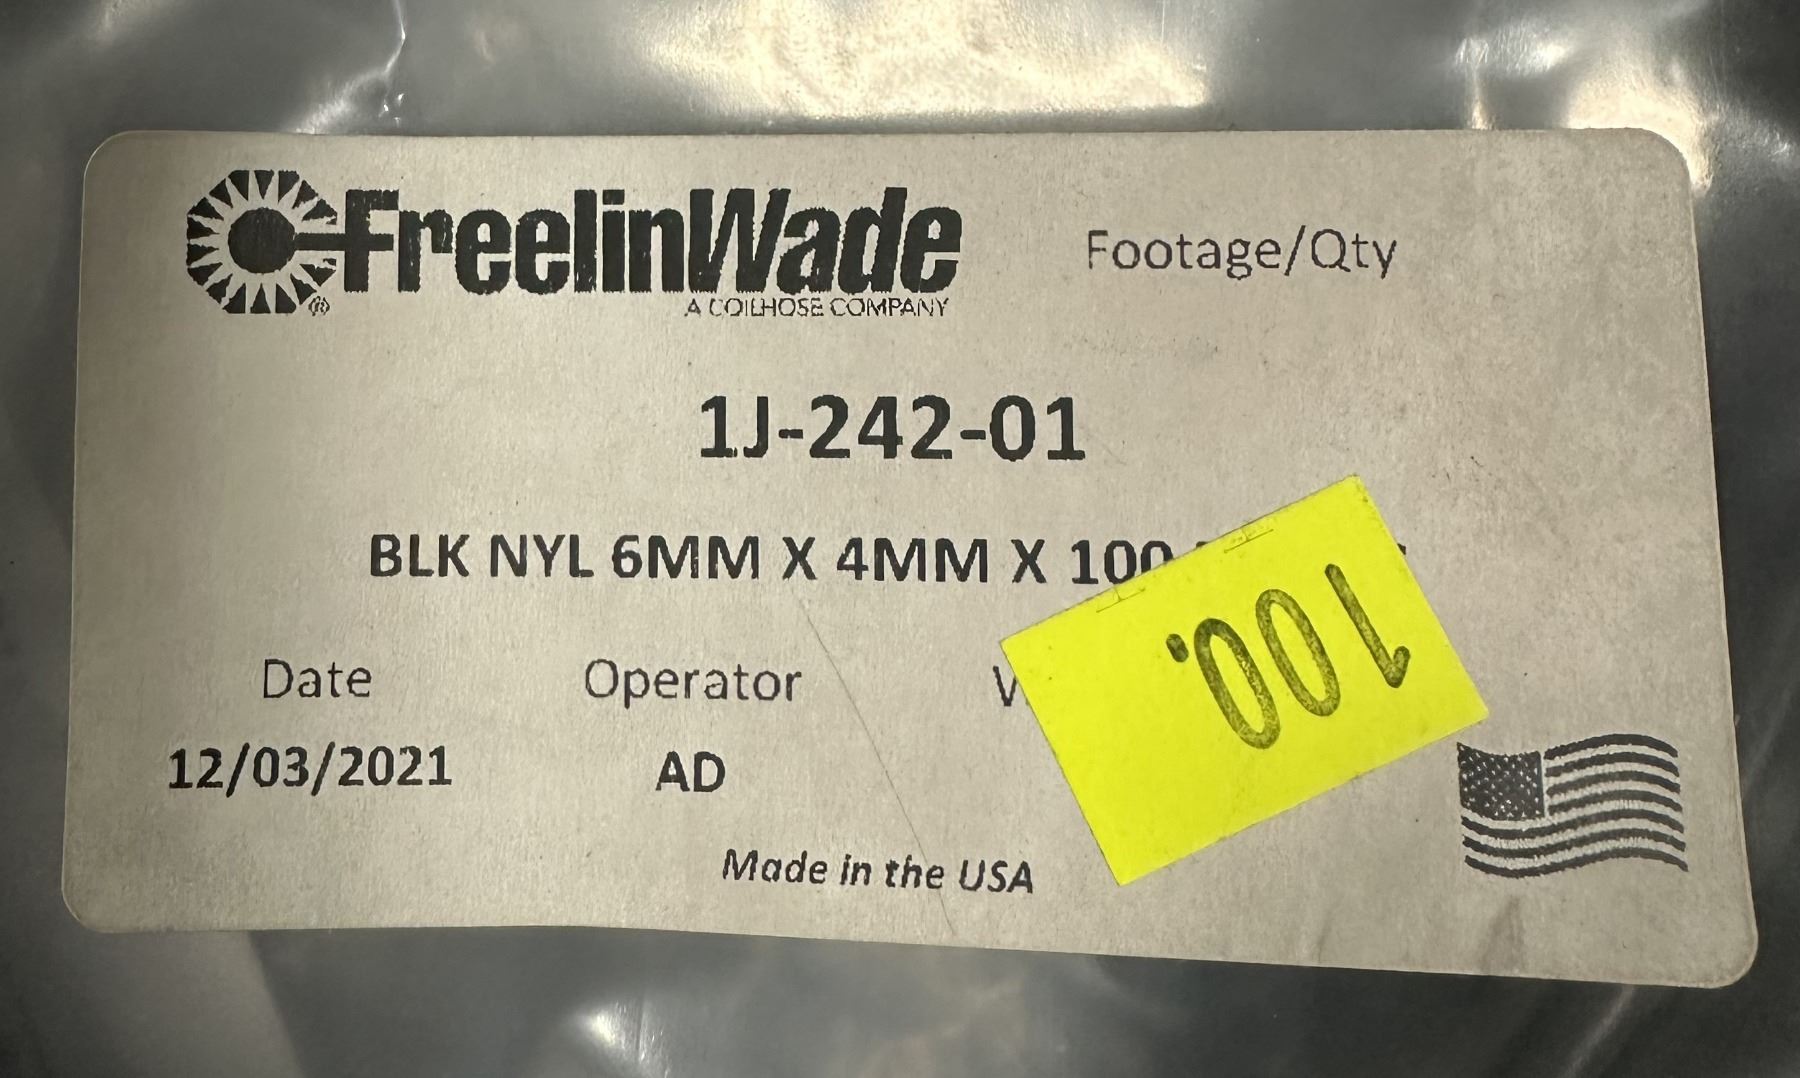 FreelinWade
®
A COILHOSE COMPANY
Footage/Qty
1J-242-01
BLK NYL 6MM X 4MM X 100
Date
Operator
12/03/2021
AD
100.
Made in the USA